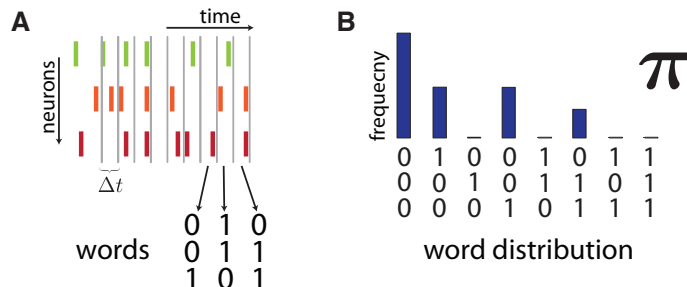 A
time
neurons
Δt
words
0 1 0
0 1 1
1 0 1
B
π
frequecny
0 1 0 0 1 0 1 1
0 0 1 0 1 1 0 1
0 0 0 1 0 1 1 1
word distribution